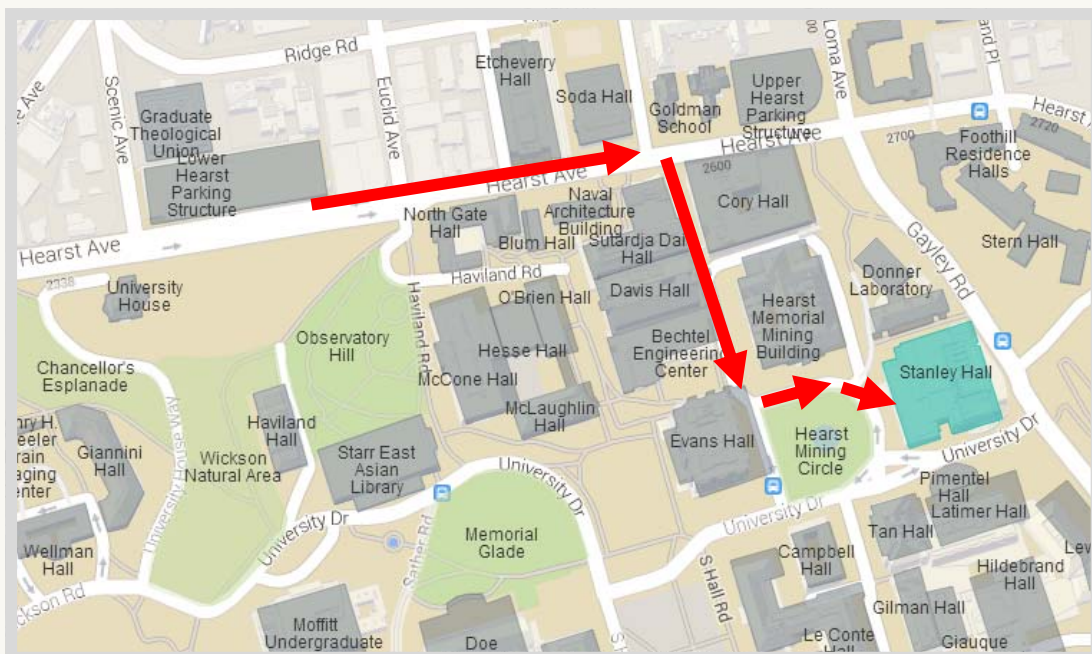 Ridge Rd
Scenic Ave
Euclid Ave
Etcheverry
Hall
Soda Hall
Goldman
School
Upper
Hearst
Parking
Structure
Loma Ave
Hearst
2700
2720
Foothill
Residence
Halls
Graduate
Theological
Union
Lower
Hearst
Parking
Structure
Hearst Ave
Hearst Ave
Hearst Ave
2600
Cory Hall
North Gate
Hall
Blum Hall
Naval
Architecture
Building
Sutardja Dai
Hall
Stern Hall
Gayley Rd
2338
University
House
Haviland Rd
Haviland Rd
O'Brien Hall
Davis Hall
Hearst
Memorial
Mining
Building
Donner
Laboratory
Observatory
Hill
Hesse Hall
Bechtel
Engineering
Center
Stanley Hall
Chancellor's
Esplanade
McCone Hall
McLaughlin
Hall
Haviland
Hall
Evans Hall
Hearst
Mining
Circle
University Dr
Giannini
Hall
Wickson
Natural Area
University House Way
Starr East
Asian
Library
University Dr
Pimentel
Hall
Latimer Hall
University Dr
University Dr
Memorial
Glade
Tan Hall
Wellman
Hall
Sather Rd
S Hall Rd
Campbell
Hall
Hildebrand
Hall
Gilman Hall
Moffitt
Undergraduate
Doe
Le Conte
Hall
Giauque